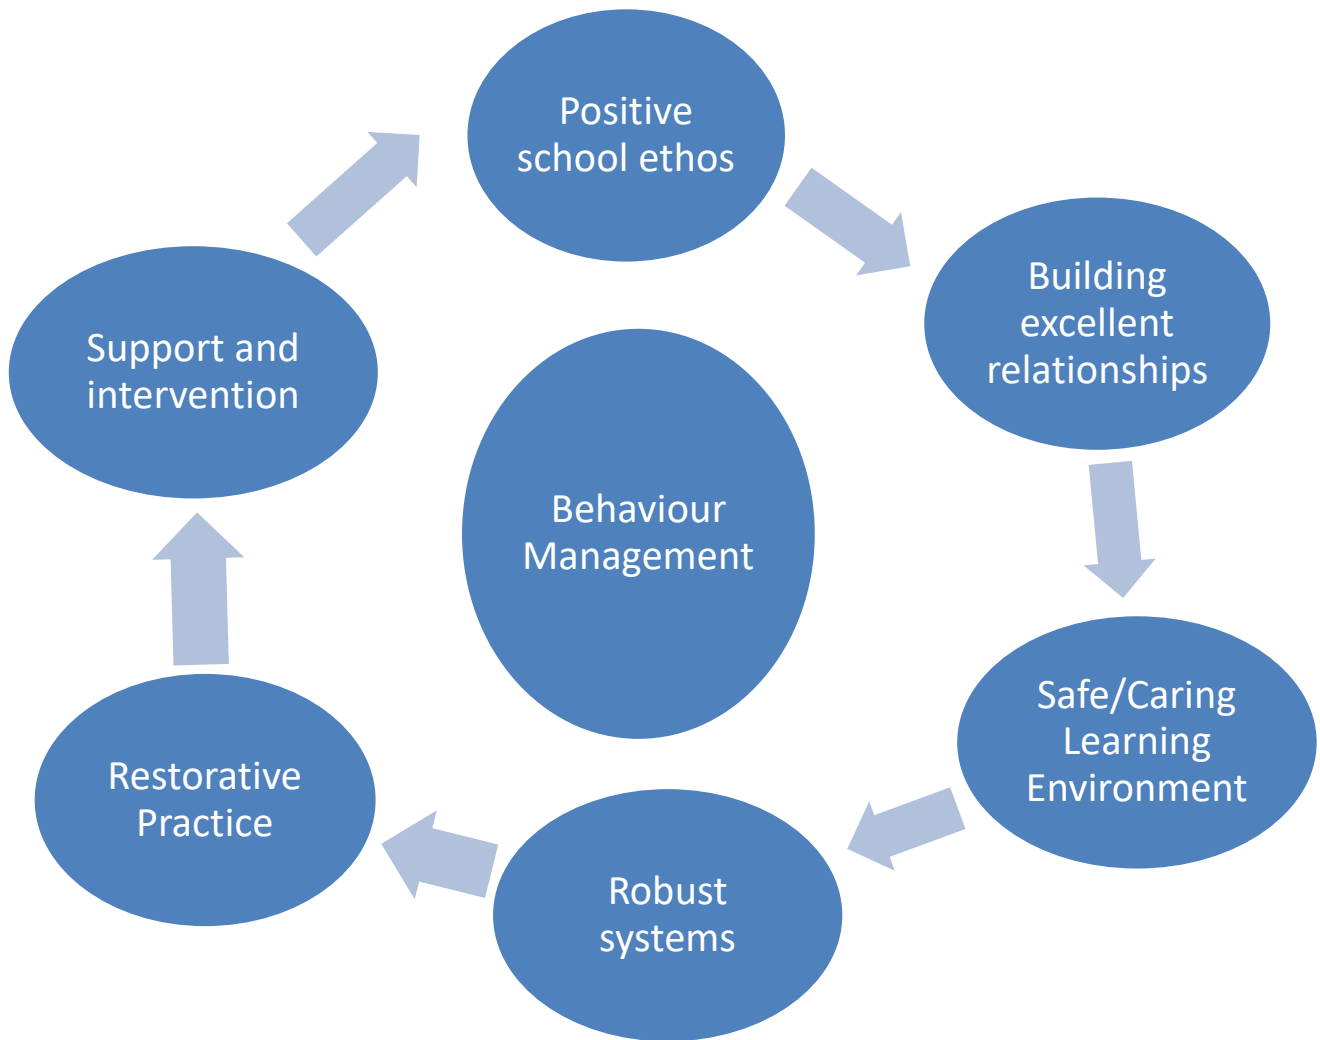 Positive
school ethos
Building
excellent
relationships
Support and
intervention
Behaviour
Management
Safe/Caring
Learning
Environment
Restorative
Practice
Robust
systems